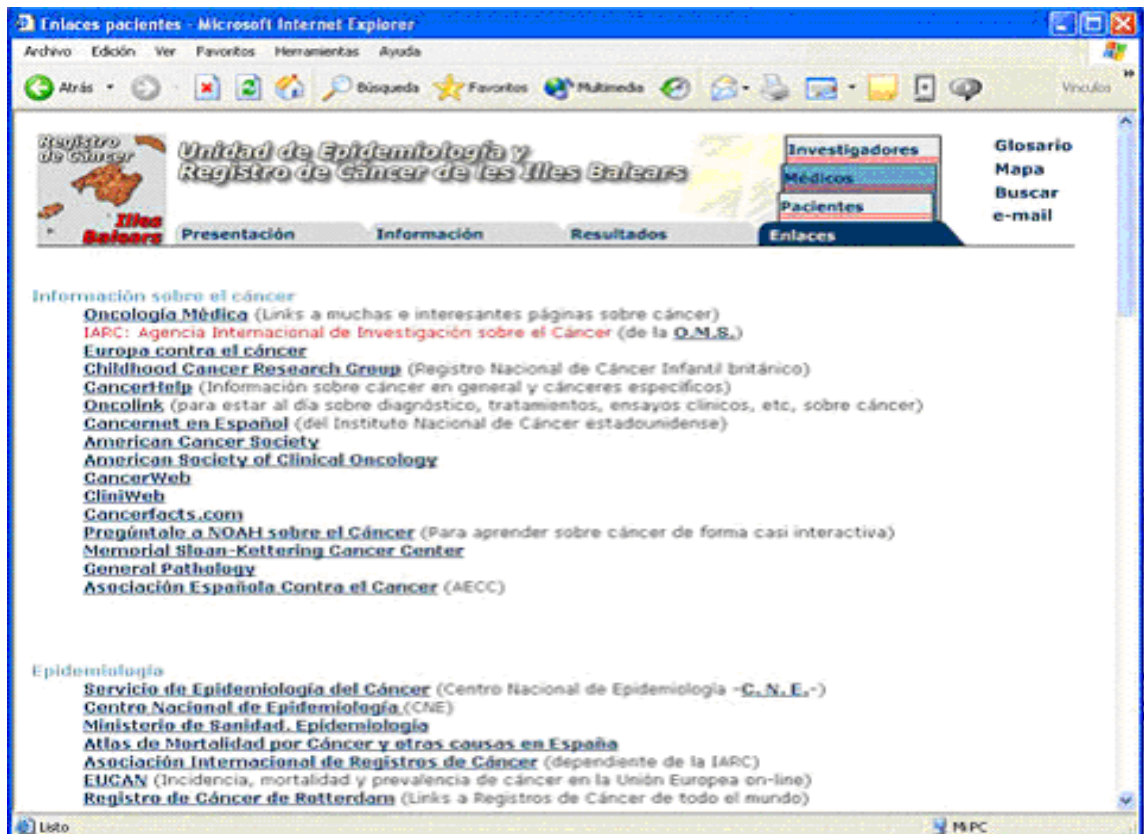 Enlaces pacientes - Microsoft Internet Explorer
Archivo Edición Ver Favoritos Herramientas Ayuda
Atrás Búsqueda Favoritos Multimedia Vínculos
Registro de Cáncer
Illes Balears
Unidad de Epidemiología y
Registro de Cáncer de les Illes Balears
Investigadores
Médicos
Pacientes
Glosario
Mapa
Buscar
e-mail
Presentación Información Resultados Enlaces
Información sobre el cáncer
Oncología Médica (Links a muchas e interesantes páginas sobre cáncer)
IARC: Agencia Internacional de Investigación sobre el Cáncer (de la O.M.S.)
Europa contra el cáncer
Childhood Cancer Research Group (Registro Nacional de Cáncer Infantil británico)
CancerHelp (Información sobre cáncer en general y cánceres específicos)
Oncolink (para estar al día sobre diagnóstico, tratamientos, ensayos clínicos, etc, sobre cáncer)
Cancernet en Español (del Instituto Nacional de Cáncer estadounidense)
American Cancer Society
American Society of Clinical Oncology
CancerWeb
CliniWeb
Cancerfacts.com
Pregúntale a NOAH sobre el Cáncer (Para aprender sobre cáncer de forma casi interactiva)
Memorial Sloan-Kettering Cancer Center
General Pathology
Asociación Española Contra el Cancer (AECC)
Epidemiología
Servicio de Epidemiología del Cáncer (Centro Nacional de Epidemiología -C. N. E.-)
Centro Nacional de Epidemiología (CNE)
Ministerio de Sanidad. Epidemiología
Atlas de Mortalidad por Cáncer y otras causas en España
Asociación Internacional de Registros de Cáncer (dependiente de la IARC)
EUCAN (Incidencia, mortalidad y prevalencia de cáncer en la Unión Europea on-line)
Registro de Cáncer de Rotterdam (Links a Registros de Cáncer de todo el mundo)
Listo Mi PC